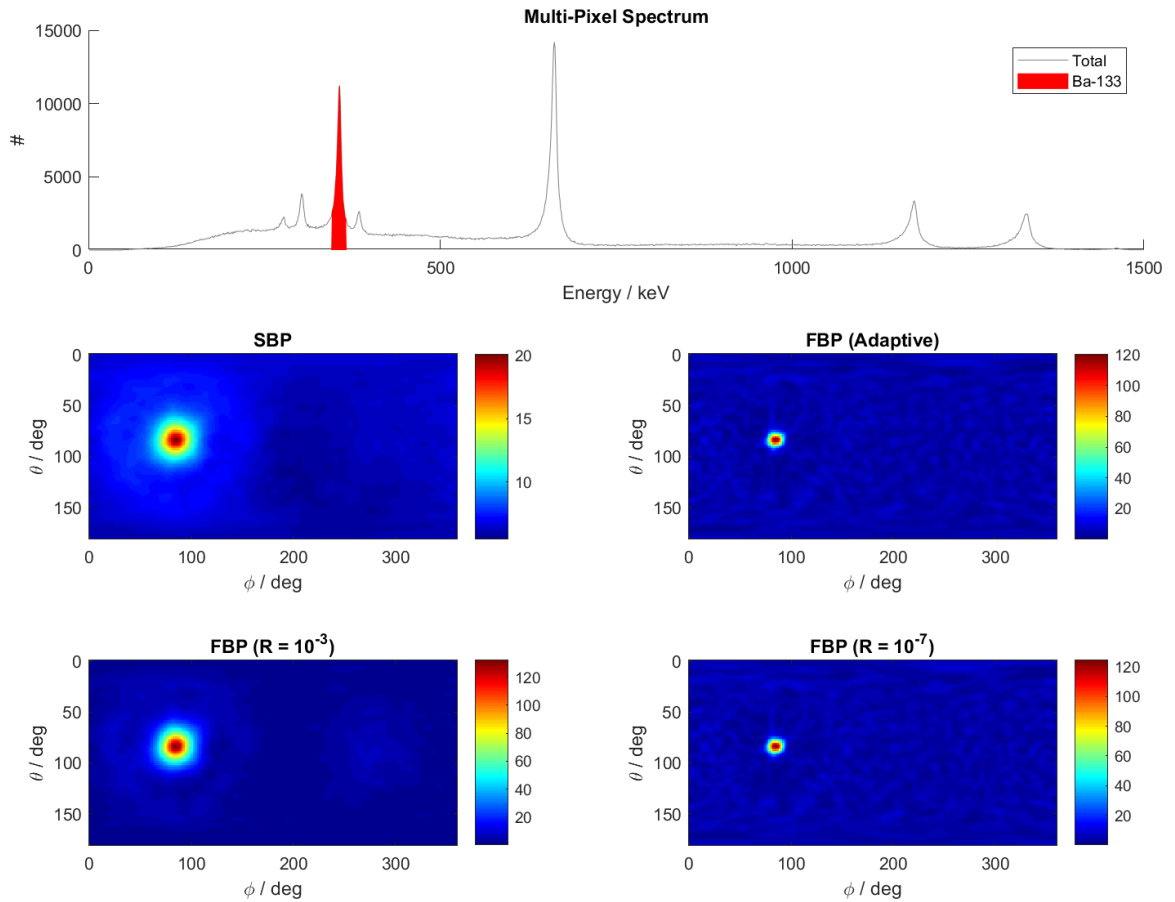 Multi-Pixel Spectrum
15000
10000
5000
0
#
Total
Ba-133
0 500 1000 1500
Energy / keV
SBP
0
50
100
150
θ / deg
0 100 200 300
ϕ / deg
20
15
10
FBP (Adaptive)
0
50
100
150
θ / deg
0 100 200 300
ϕ / deg
120
100
80
60
40
20
FBP (R = 10^-3)
0
50
100
150
θ / deg
0 100 200 300
ϕ / deg
120
100
80
60
40
20
FBP (R = 10^-7)
0
50
100
150
θ / deg
0 100 200 300
ϕ / deg
120
100
80
60
40
20